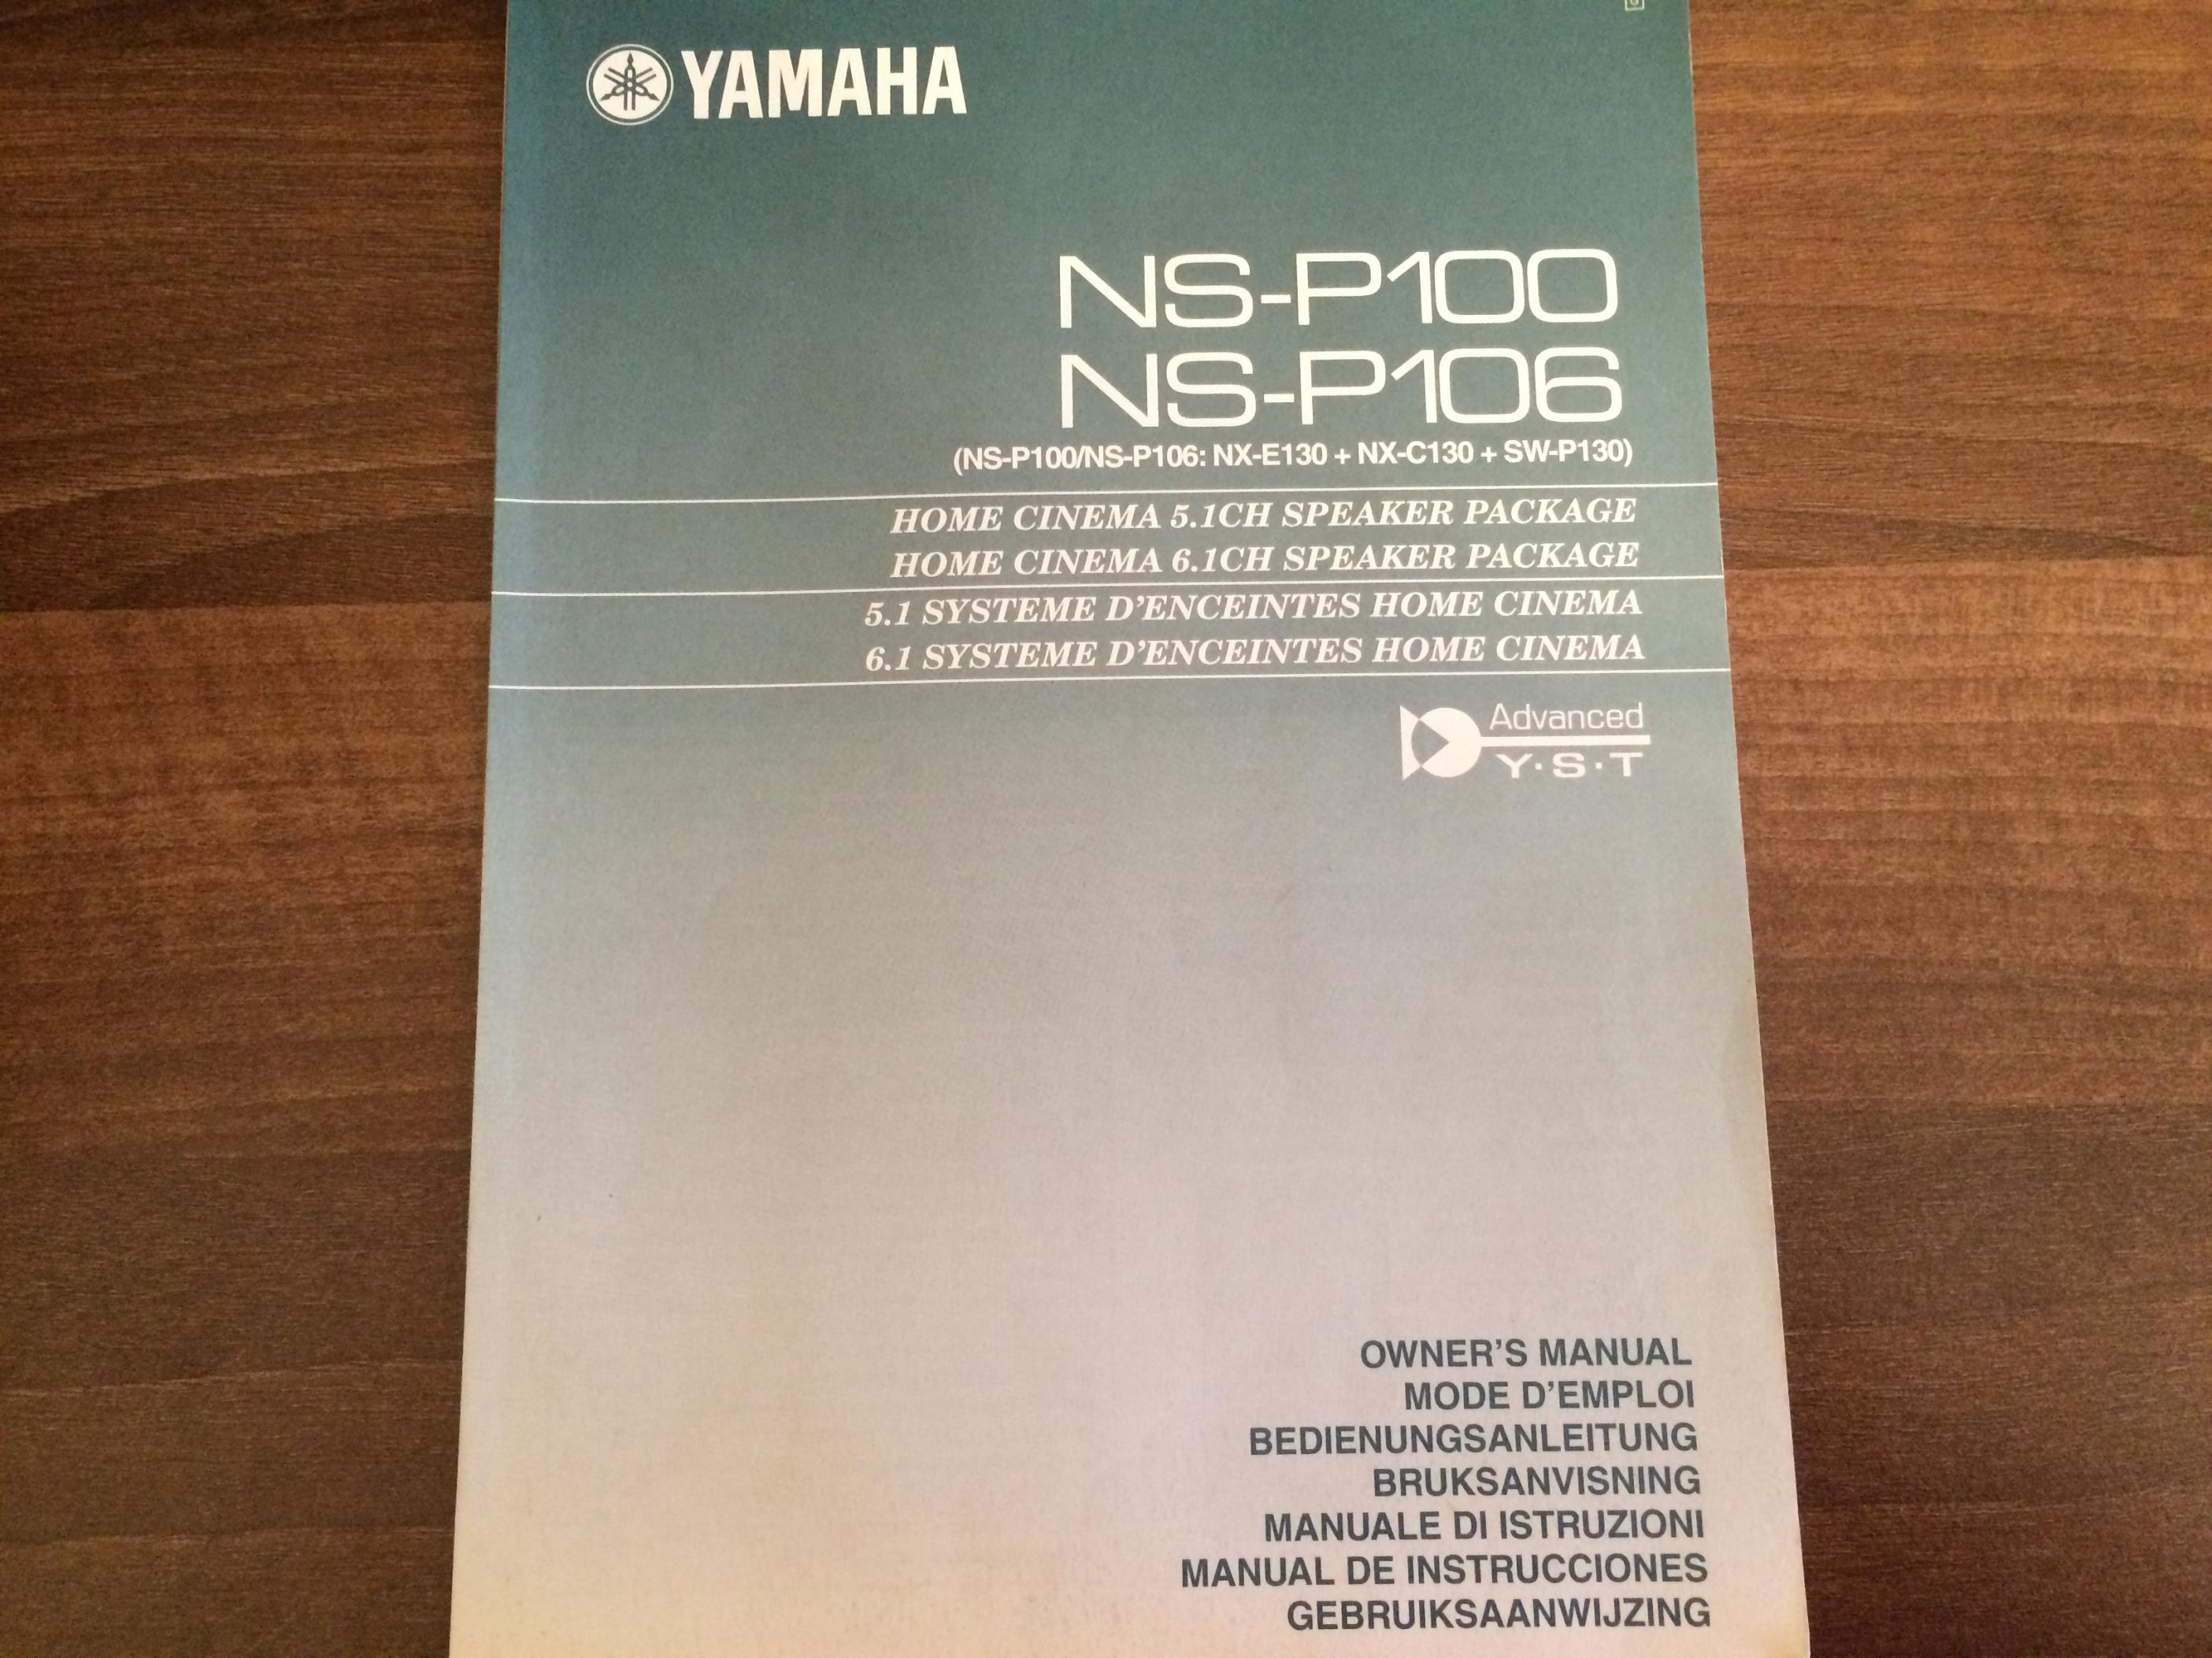 G
YAMAHA
NS-P100
NS-P106
(NS-P100/NS-P106: NX-E130 + NX-C130 + SW-P130)
HOME CINEMA 5.1CH SPEAKER PACKAGE
HOME CINEMA 6.1CH SPEAKER PACKAGE
5.1 SYSTEME D'ENCEINTES HOME CINEMA
6.1 SYSTEME D'ENCEINTES HOME CINEMA
Advanced
Y·S·T
OWNER'S MANUAL
MODE D'EMPLOI
BEDIENUNGSANLEITUNG
BRUKSANVISNING
MANUALE DI ISTRUZIONI
MANUAL DE INSTRUCCIONES
GEBRUIKSAANWIJZING